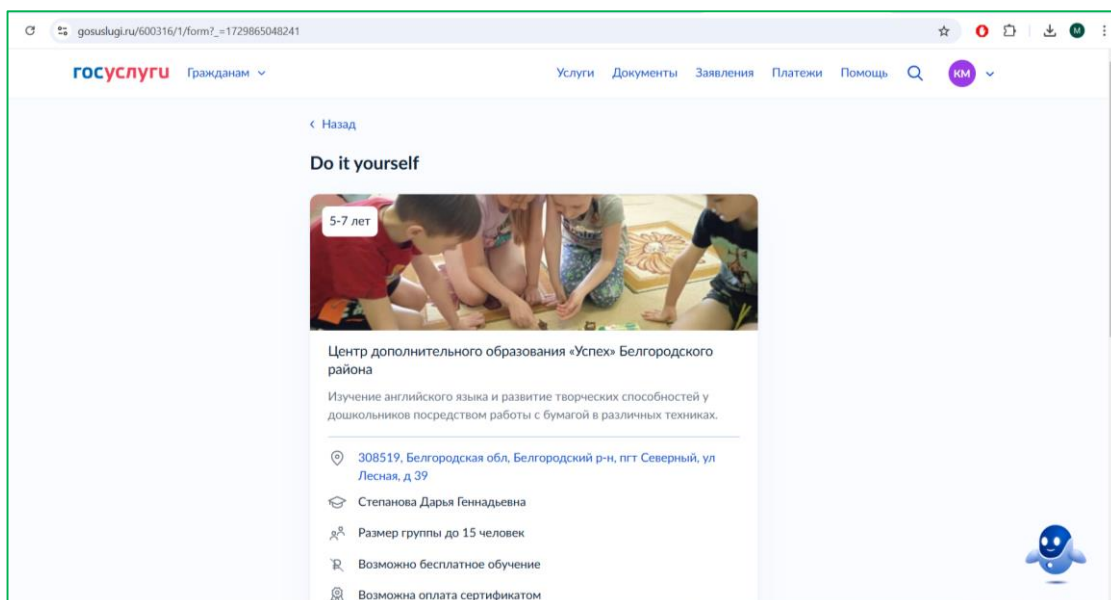 gosuslugi.ru/600316/1/form?_=1729865048241
М
госуслуги Гражданам Услуги Документы Заявления Платежи Помощь КМ
Назад
Do it yourself
5-7 лет
Центр дополнительного образования «Успех» Белгородского
района
Изучение английского языка и развитие творческих способностей у
дошкольников посредством работы с бумагой в различных техниках.
308519, Белгородская обл, Белгородский р-н, пгт Северный, ул
Лесная, д 39
Степанова Дарья Геннадьевна
Размер группы до 15 человек
Возможно бесплатное обучение
Возможна оплата сертификатом